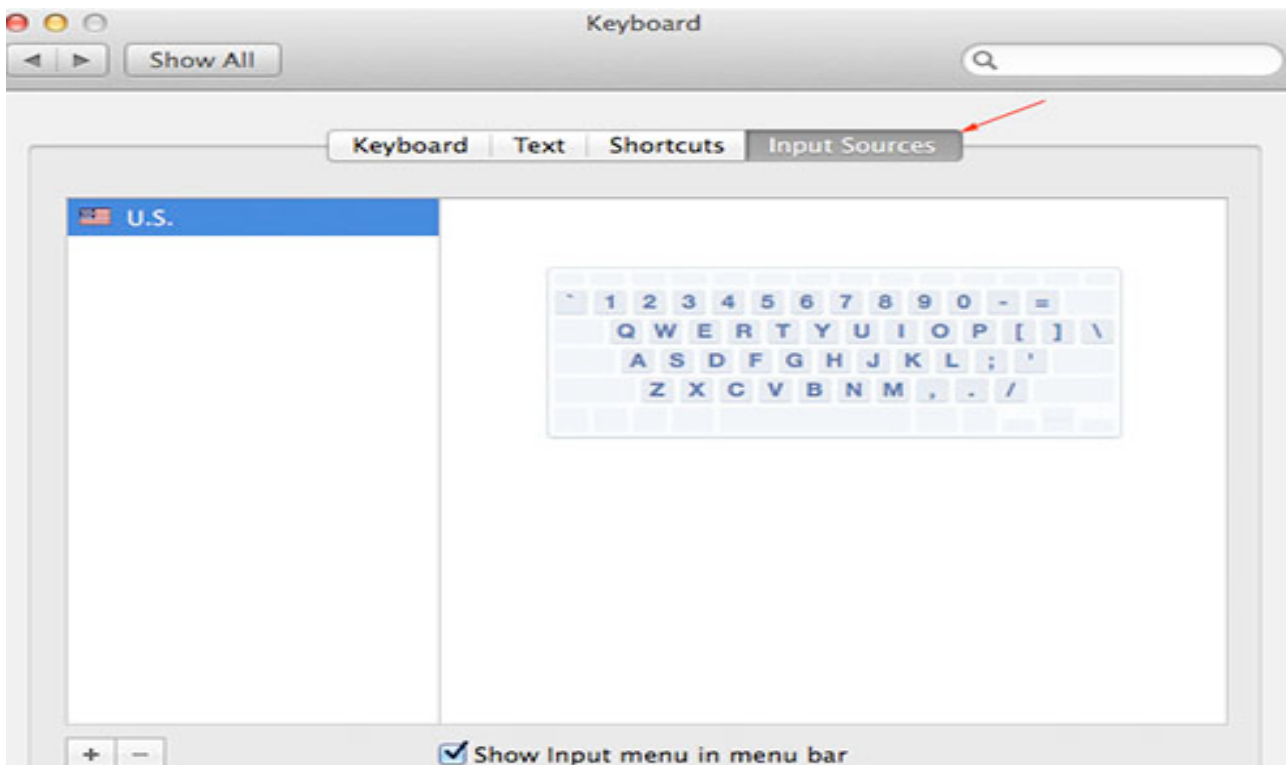 Keyboard
Show All
Keyboard Text Shortcuts Input Sources
U.S.
` 1 2 3 4 5 6 7 8 9 0 - =
Q W E R T Y U I O P [ ] \
A S D F G H J K L ; '
Z X C V B N M , . /
+ −
Show Input menu in menu bar